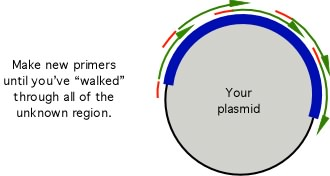 Make new primers
until you've "walked"
through all of the
unknown region.
Your
plasmid